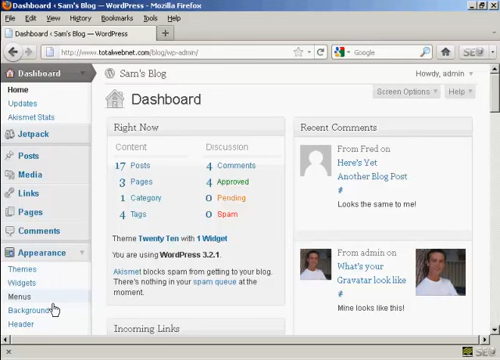 Dashboard ‹ Sam's Blog — WordPress - Mozilla Firefox
File Edit View History Bookmarks Tools Help
Dashboard ‹ Sam's Blog — WordPress
http://www.totalwebnet.com/blog/wp-admin/
Google
Dashboard
Home
Updates
Akismet Stats
Jetpack
Posts
Media
Links
Pages
Comments
Appearance
Themes
Widgets
Menus
Background
Header
Sam's Blog
Howdy, admin
Screen Options
Help
Dashboard
Right Now
Content
Discussion
17 Posts
4 Comments
3 Pages
4 Approved
1 Category
0 Pending
4 Tags
0 Spam
Theme Twenty Ten with 1 Widget
You are using WordPress 3.2.1.
Akismet blocks spam from getting to your blog.
There's nothing in your spam queue at the
moment.
Incoming Links
Recent Comments
From Fred on
Here's Yet
Another Blog Post
#
Looks the same to me!
From admin on
What's your
Gravatar look like
#
Mine looks like this!